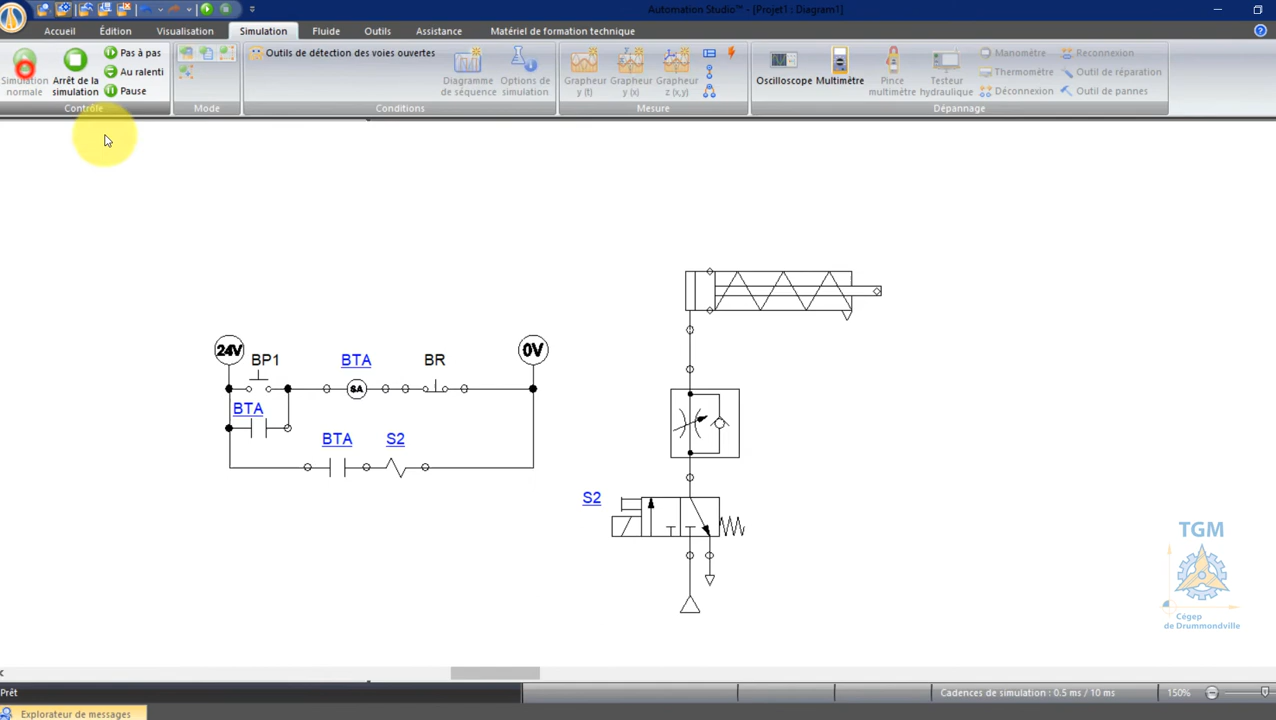 Automation Studio™ - [Projet1 : Diagram1]
Accueil Édition Visualisation Simulation Fluide Outils Assistance Matériel de formation technique
Simulation normale
Arrêt de la simulation
Pas à pas
Au ralenti
Pause
Contrôle
Mode
Outils de détection des voies ouvertes
Diagramme de séquence
Options de simulation
Conditions
Grapheur y (t)
Grapheur y (x)
Grapheur z (x,y)
Mesure
Oscilloscope
Multimètre
Pince multimètre
Testeur hydraulique
Manomètre
Thermomètre
Déconnexion
Reconnexion
Outil de réparation
Outil de pannes
Dépannage
24V
BP1
BTA
BR
0V
SA
BTA
BTA
S2
S2
TGM
Cégep
de Drummondville
Prêt
Cadences de simulation : 0.5 ms / 10 ms
150%
Explorateur de messages